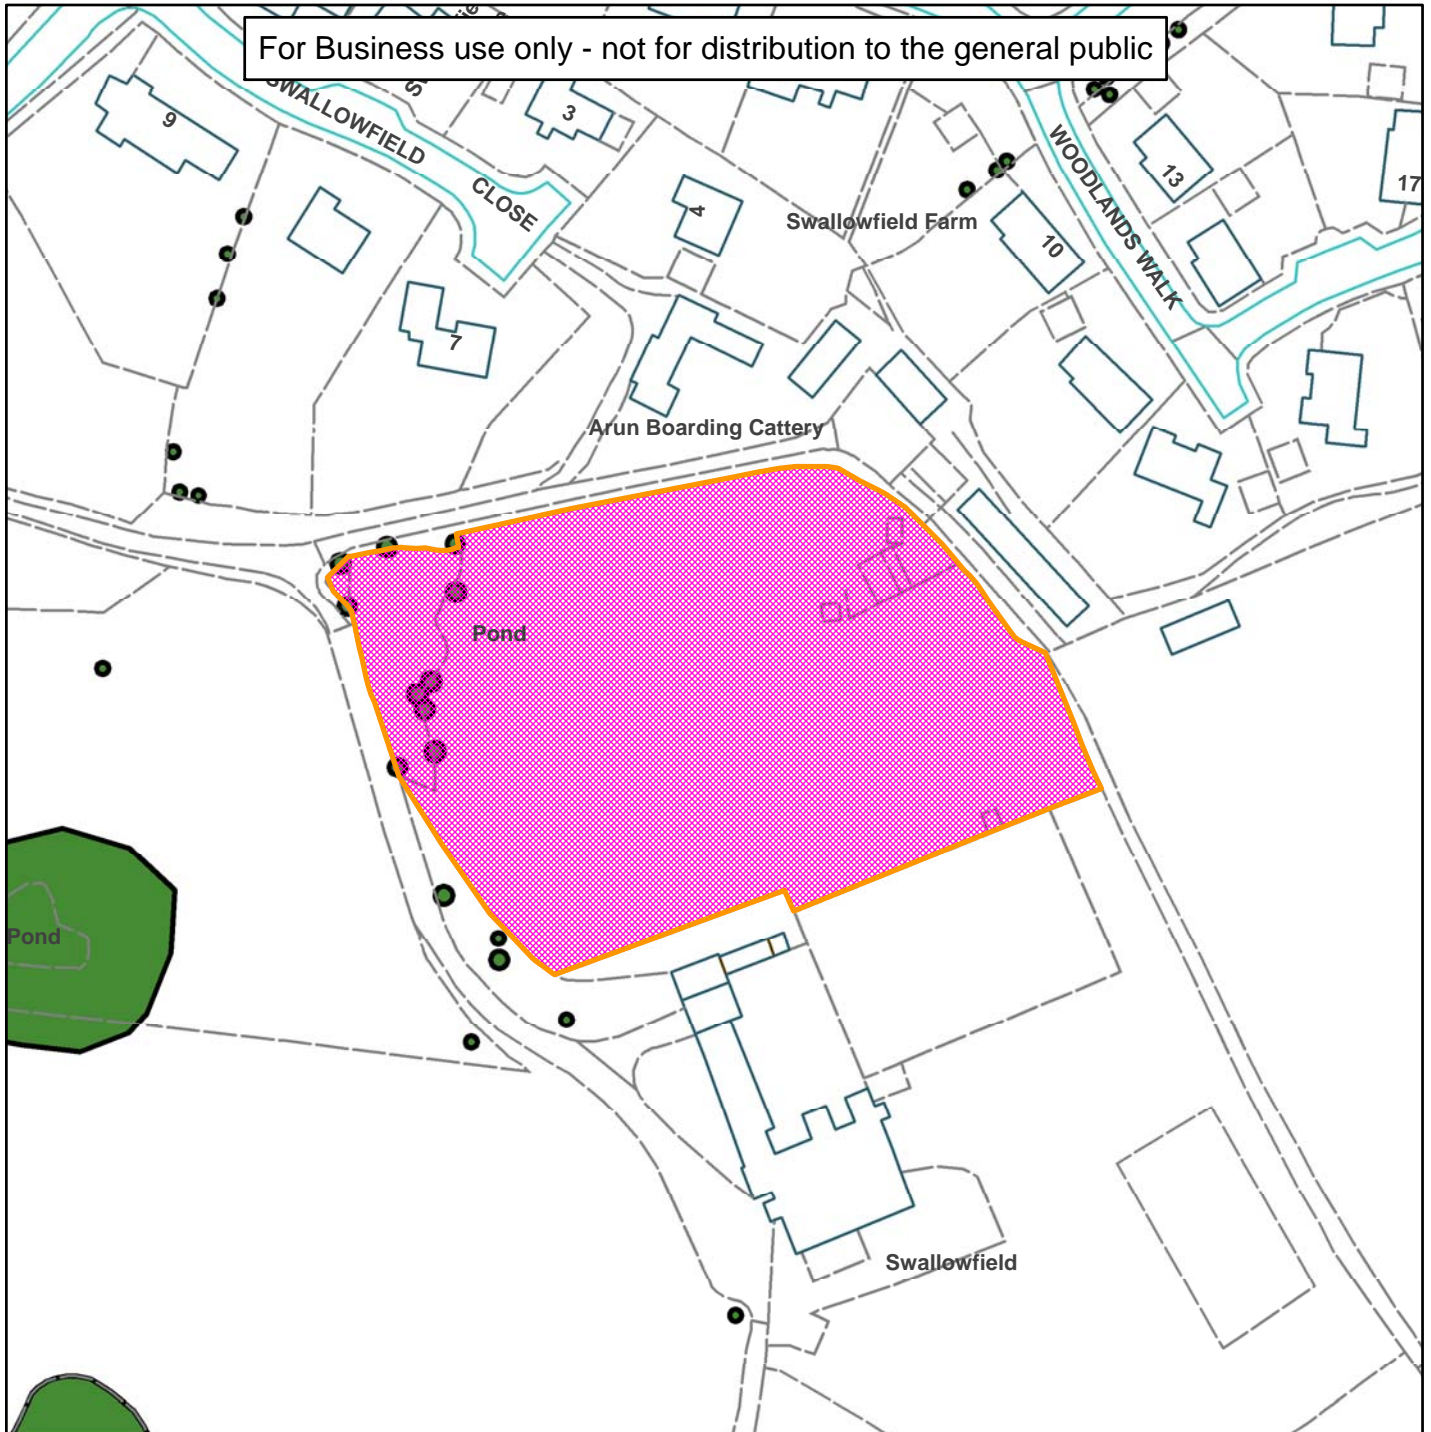 For Business use only - not for distribution to the general public
SWALLOWFIELD
CLOSE
9
3
4
7
Swallowfield Farm
10
13
17
WOODLANDS WALK
Arun Boarding Cattery
Pond
Pond
Swallowfield